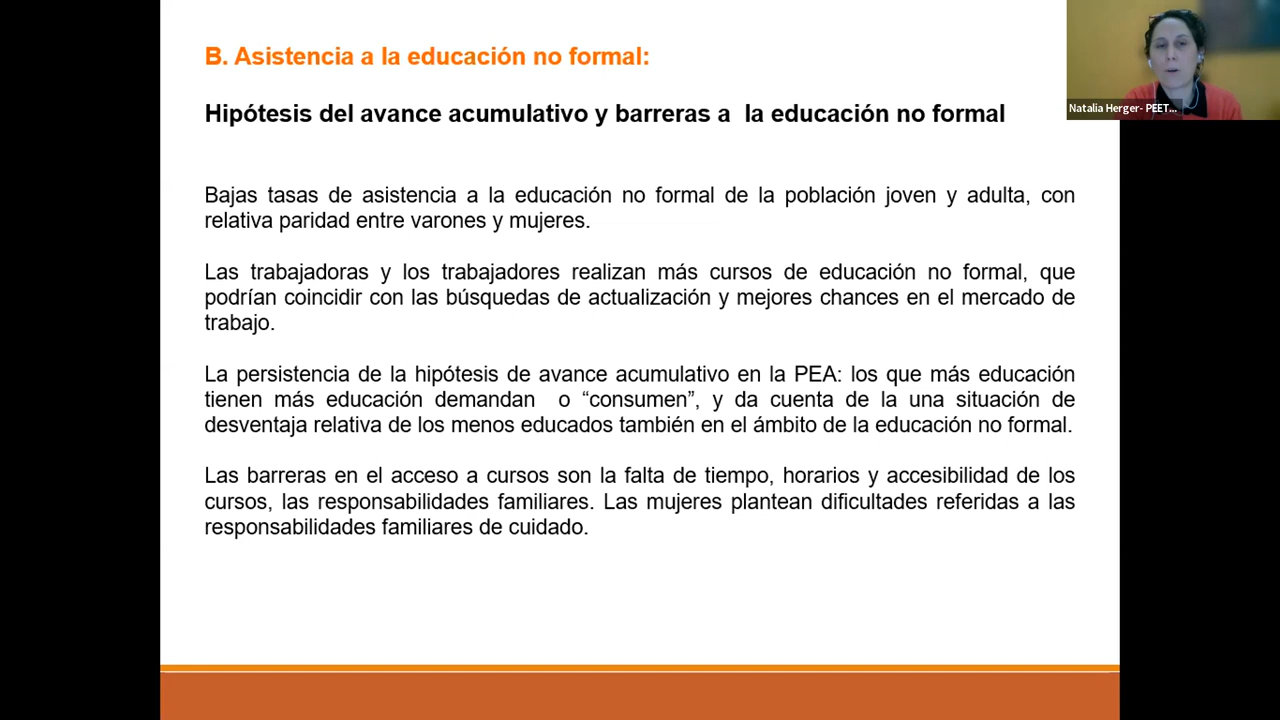 B. Asistencia a la educación no formal:
Natalia Herger- PEET...
Hipótesis del avance acumulativo y barreras a  la educación no formal
Bajas tasas de asistencia a la educación no formal de la población joven y adulta, con
relativa paridad entre varones y mujeres.
Las trabajadoras y los trabajadores realizan más cursos de educación no formal, que
podrían coincidir con las búsquedas de actualización y mejores chances en el mercado de
trabajo.
La persistencia de la hipótesis de avance acumulativo en la PEA: los que más educación
tienen más educación demandan  o “consumen”, y da cuenta de la una situación de
desventaja relativa de los menos educados también en el ámbito de la educación no formal.
Las barreras en el acceso a cursos son la falta de tiempo, horarios y accesibilidad de los
cursos, las responsabilidades familiares. Las mujeres plantean dificultades referidas a las
responsabilidades familiares de cuidado.